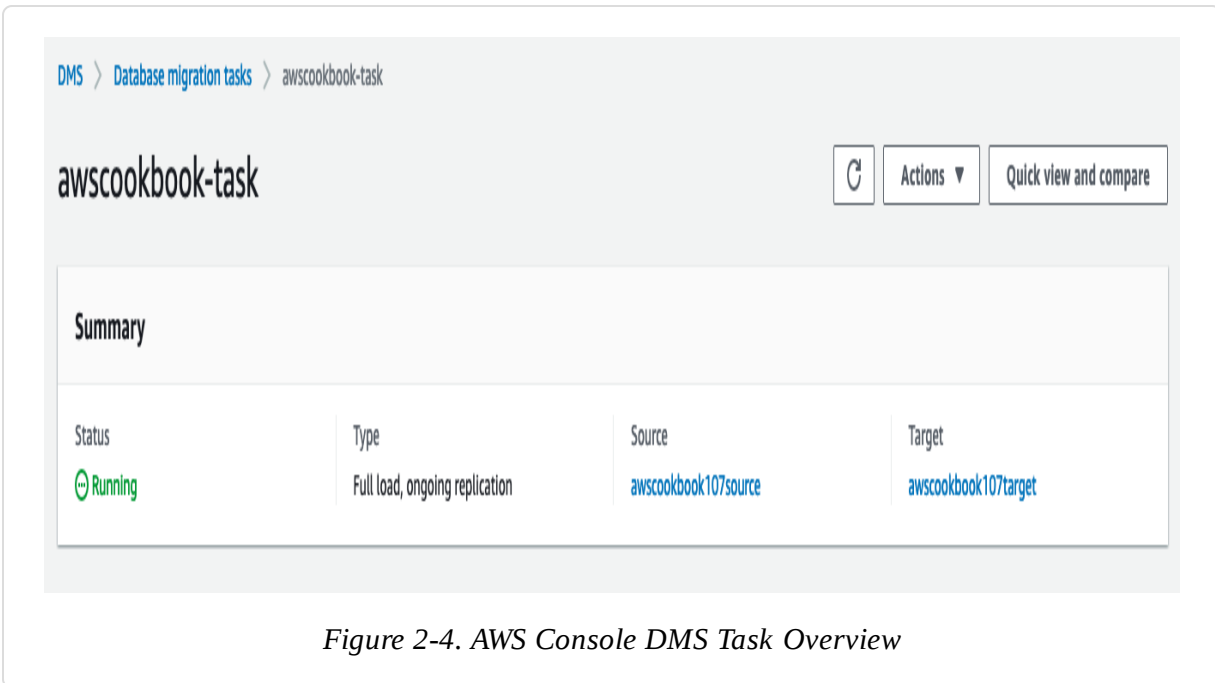 DMS > Database migration tasks > awscookbook-task
awscookbook-task
Actions ▼ Quick view and compare
Summary
Status Type Source Target
Running Full load, ongoing replication awscookbook107source awscookbook107target
Figure 2-4. AWS Console DMS Task Overview